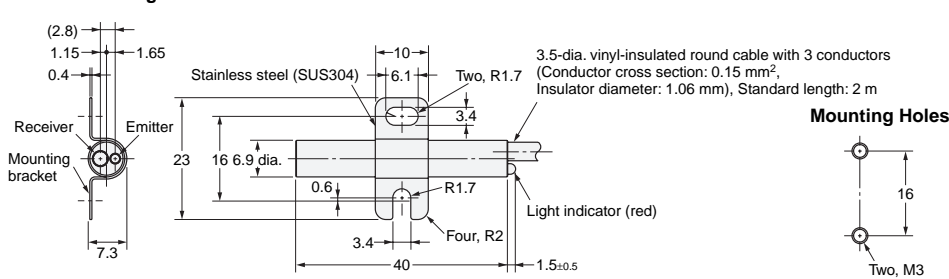 (2.8)
1.15
1.65
0.4
Receiver
Emitter
Mounting
bracket
7.3
10
Stainless steel (SUS304)
6.1
Two, R1.7
3.4
23
16
6.9 dia.
0.6
R1.7
3.4
Four, R2
40
1.5±0.5
3.5-dia. vinyl-insulated round cable with 3 conductors
(Conductor cross section: 0.15 mm²,
Insulator diameter: 1.06 mm), Standard length: 2 m
Light indicator (red)
Mounting Holes
16
Two, M3